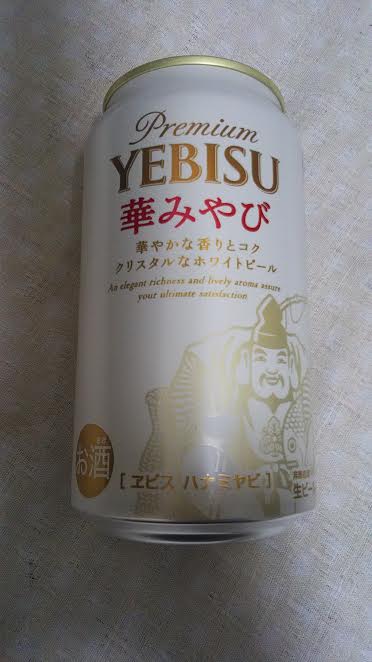 Premium
YEBISU
華みやび
華やかな香りとコク
クリスタルなホワイトビール
An elegant richness and lively aroma assure
your ultimate satisfaction
お酒
[ヱビス ハナミヤビ]
生ビール